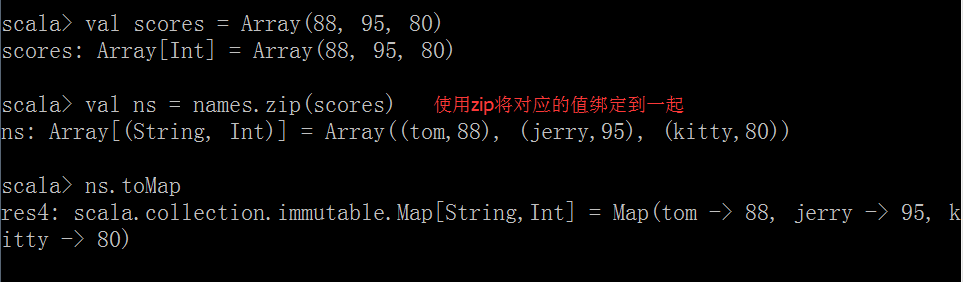 scala> val scores = Array(88, 95, 80)
scores: Array[Int] = Array(88, 95, 80)
scala> val ns = names.zip(scores) 使用zip将对应的值绑定到一起
ns: Array[(String, Int)] = Array((tom,88), (jerry,95), (kitty,80))
scala> ns.toMap
res4: scala.collection.immutable.Map[String,Int] = Map(tom -> 88, jerry -> 95, k
itty -> 80)